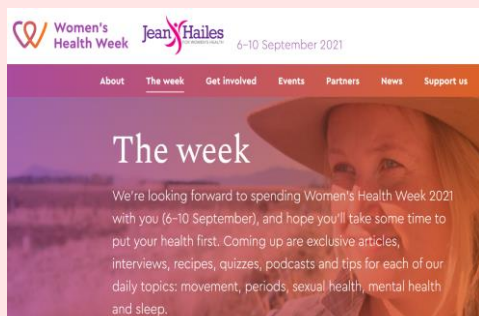 Women's
Health Week
Jean Hailes
FOR WOMEN'S HEALTH
6–10 September 2021
About The week Get involved Events Partners News Support us
The week
We're looking forward to spending Women's Health Week 2021
with you (6-10 September), and hope you'll take some time to
put your health first. Coming up are exclusive articles,
interviews, recipes, quizzes, podcasts and tips for each of our
daily topics: movement, periods, sexual health, mental health
and sleep.